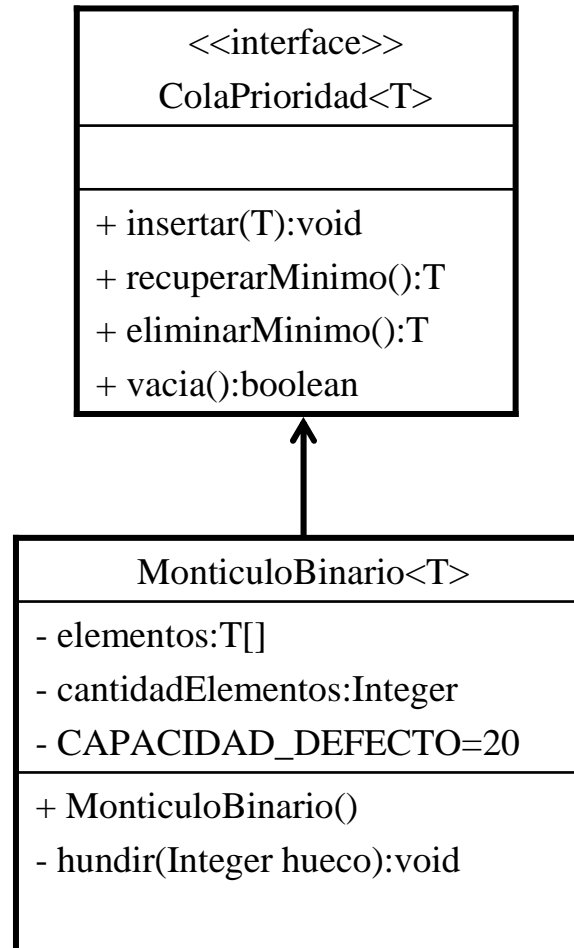 <<interface>>
ColaPrioridad<T>
+ insertar(T):void
+ recuperarMinimo():T
+ eliminarMinimo():T
+ vacia():boolean
MonticuloBinario<T>
- elementos:T[]
- cantidadElementos:Integer
- CAPACIDAD_DEFECTO=20
+ MonticuloBinario()
- hundir(Integer hueco):void